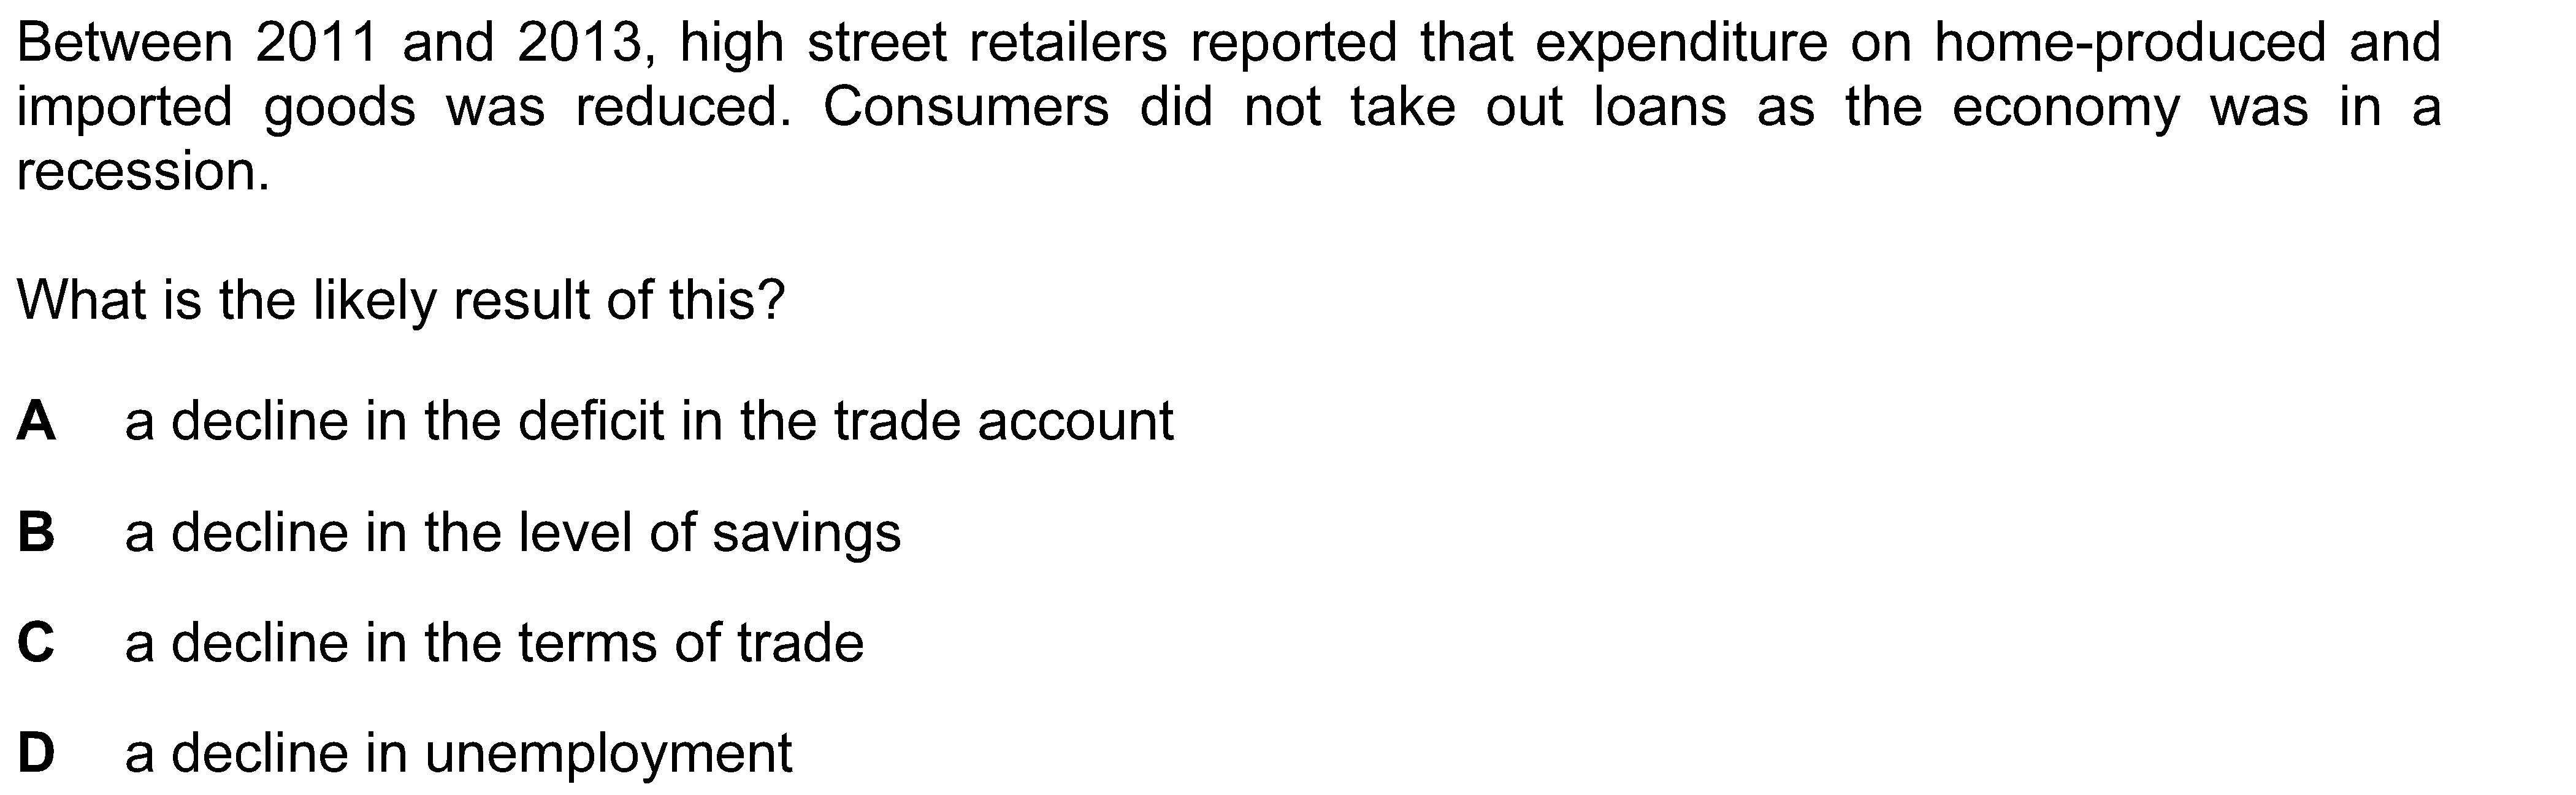 Between 2011 and 2013, high street retailers reported that expenditure on home-produced and
imported goods was reduced. Consumers did not take out loans as the economy was in a
recession.
What is the likely result of this?
A a decline in the deficit in the trade account
B a decline in the level of savings
C a decline in the terms of trade
D a decline in unemployment